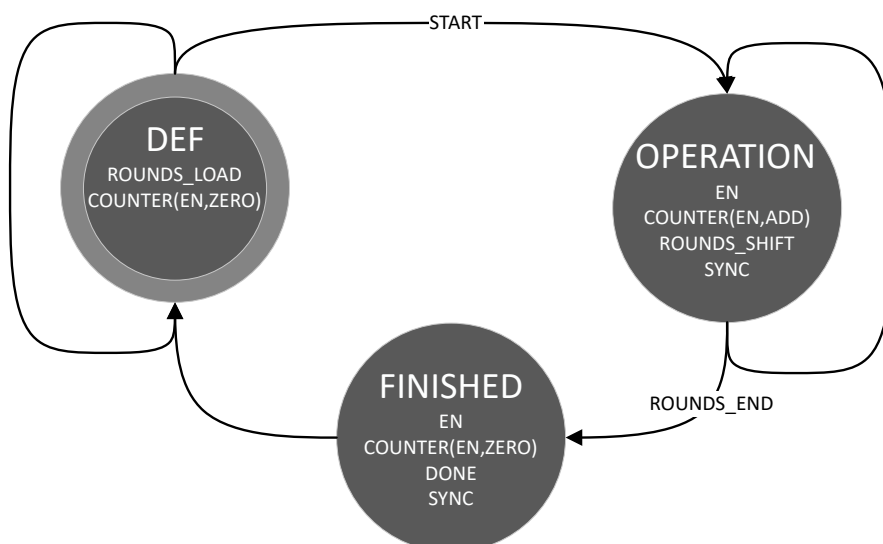 START
DEF
ROUNDS_LOAD
COUNTER(EN,ZERO)
OPERATION
EN
COUNTER(EN,ADD)
ROUNDS_SHIFT
SYNC
ROUNDS_END
FINISHED
EN
COUNTER(EN,ZERO)
DONE
SYNC